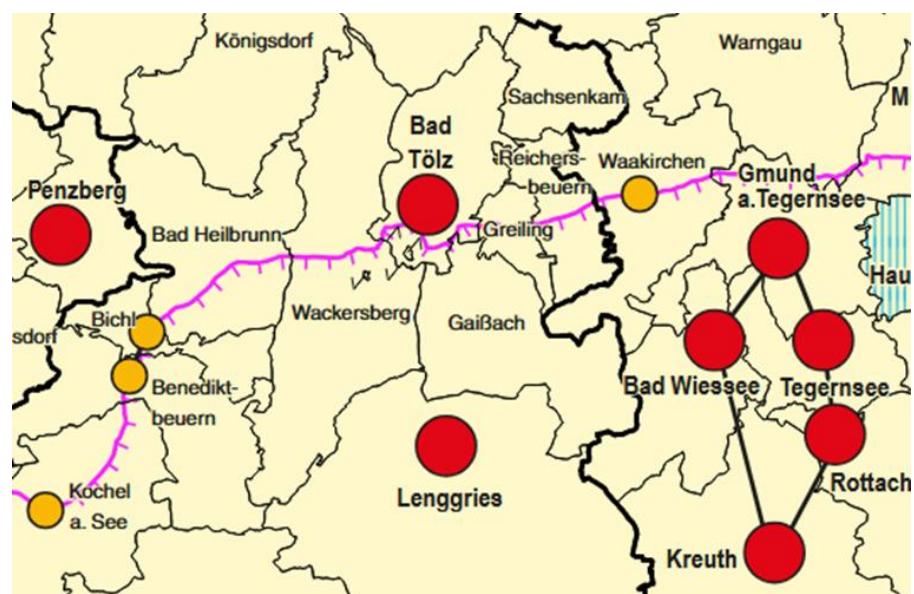 Königsdorf
Warngau
Sachsenkam
M
Bad
Tölz
Reichers-
beuern
Waakirchen
Gmund
a.Tegernsee
Penzberg
Bad Heilbrunn
Greiling
Hau
Bichl
sdorf
Wackersberg
Gaißach
Benedikt-
beuern
Bad Wiessee
Tegernsee
Kochel
a. See
Lenggries
Rottach
Kreuth